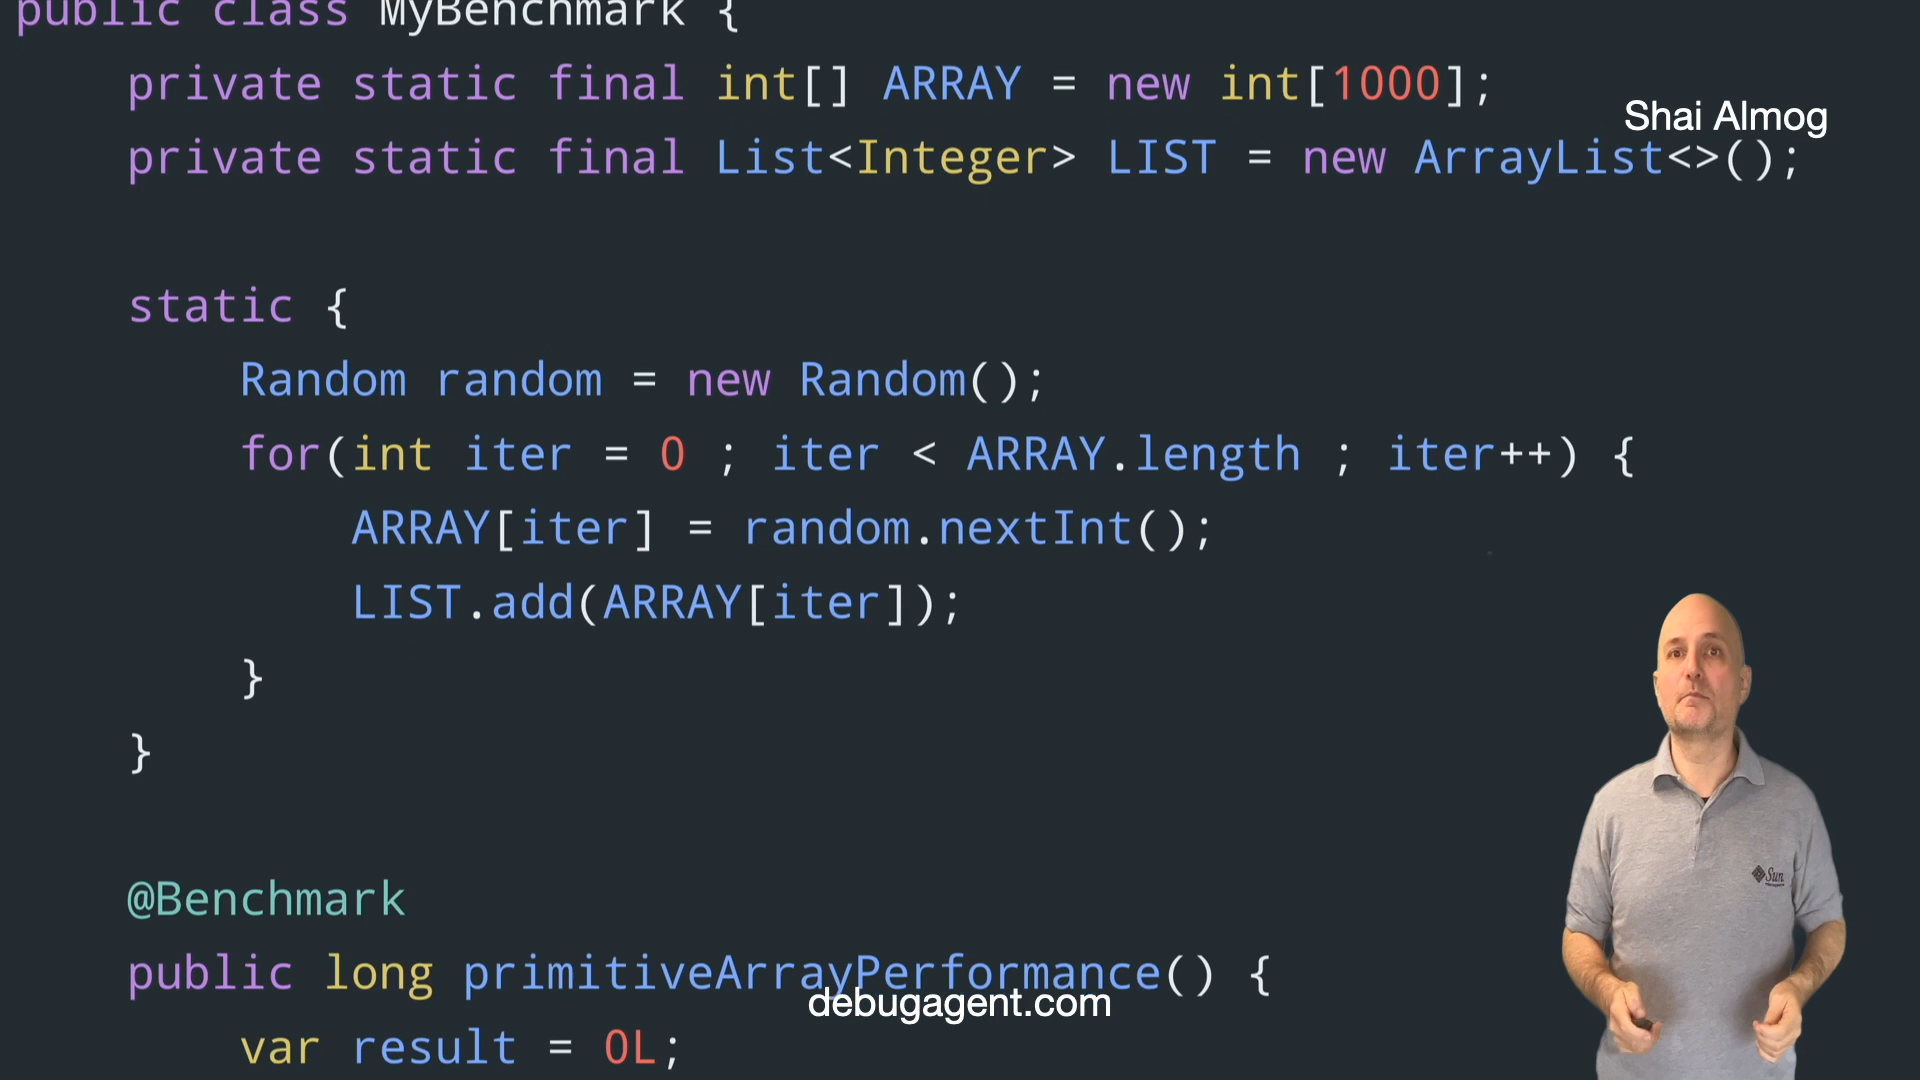 public class MyBenchmark {
private static final int[] ARRAY = new int[1000];
Shai Almog
private static final List<Integer> LIST = new ArrayList<>();
static {
Random random = new Random();
for(int iter = 0 ; iter < ARRAY.length ; iter++) {
ARRAY[iter] = random.nextInt();
LIST.add(ARRAY[iter]);
}
}
Sun
@Benchmark
public long primitiveArrayPerformance() {
debugagent.com
var result = 0L;